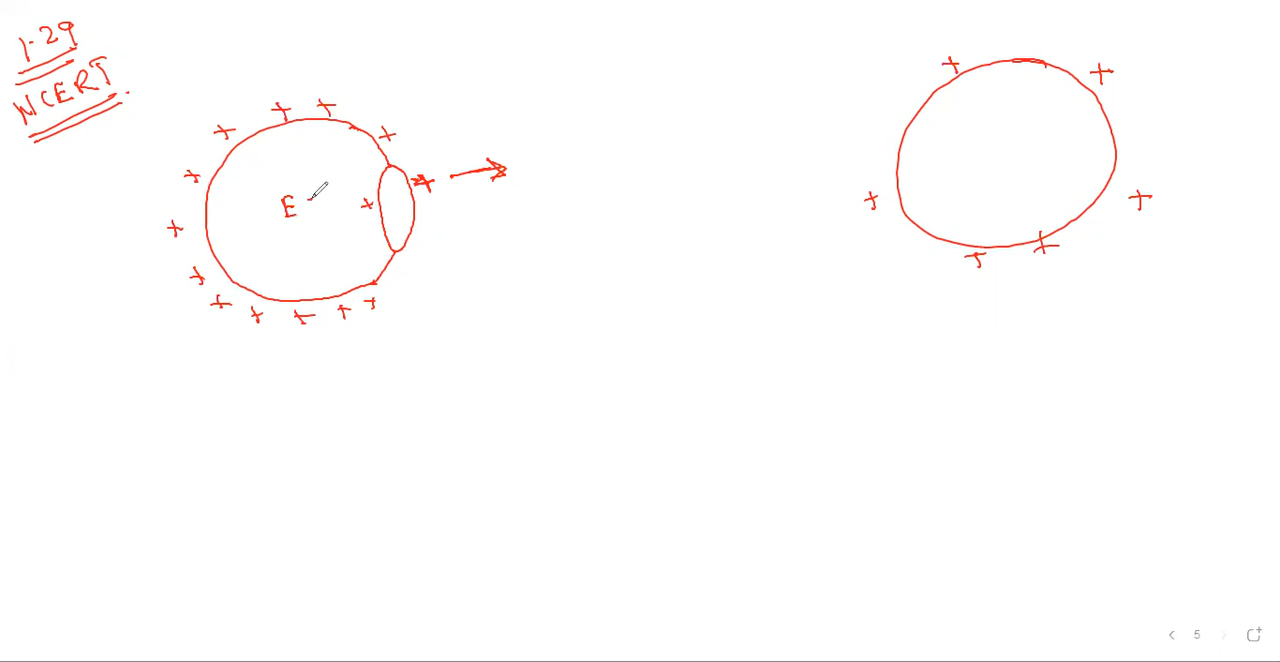 1.29
NCERT.
+ +
+ + + +
+ + +
E - + + +
+
+ +
+ + + + + +
5